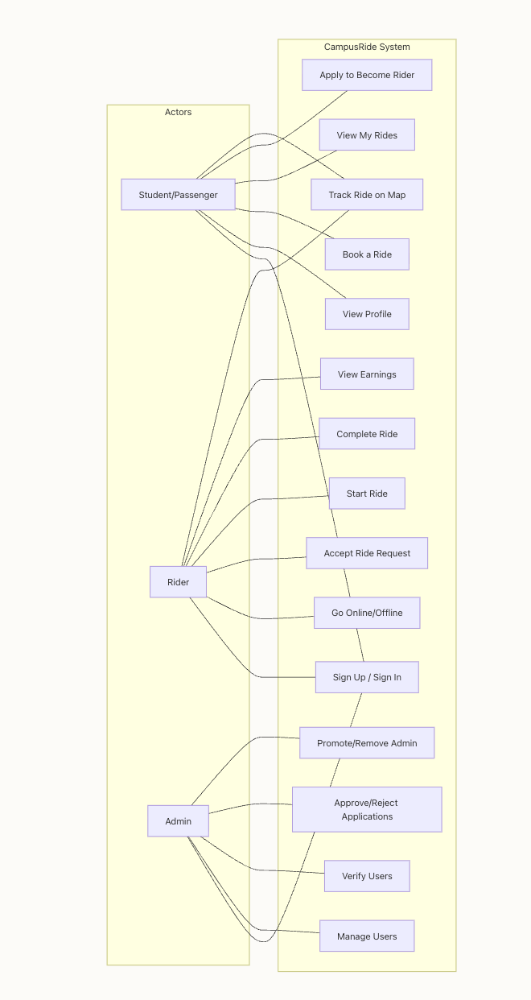 Actors
Student/Passenger
Rider
Admin
CampusRide System
Apply to Become Rider
View My Rides
Track Ride on Map
Book a Ride
View Profile
View Earnings
Complete Ride
Start Ride
Accept Ride Request
Go Online/Offline
Sign Up / Sign In
Promote/Remove Admin
Approve/Reject
Applications
Verify Users
Manage Users